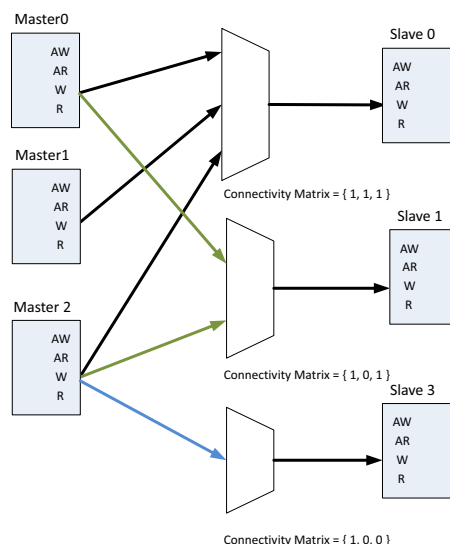 Master0
AW
AR
W
R
Slave 0
AW
AR
W
R
Master1
AW
AR
W
R
Connectivity Matrix = { 1, 1, 1 }
Slave 1
AW
AR
W
R
Master 2
AW
AR
W
R
Connectivity Matrix = { 1, 0, 1 }
Slave 3
AW
AR
W
R
Connectivity Matrix = { 1, 0, 0 }